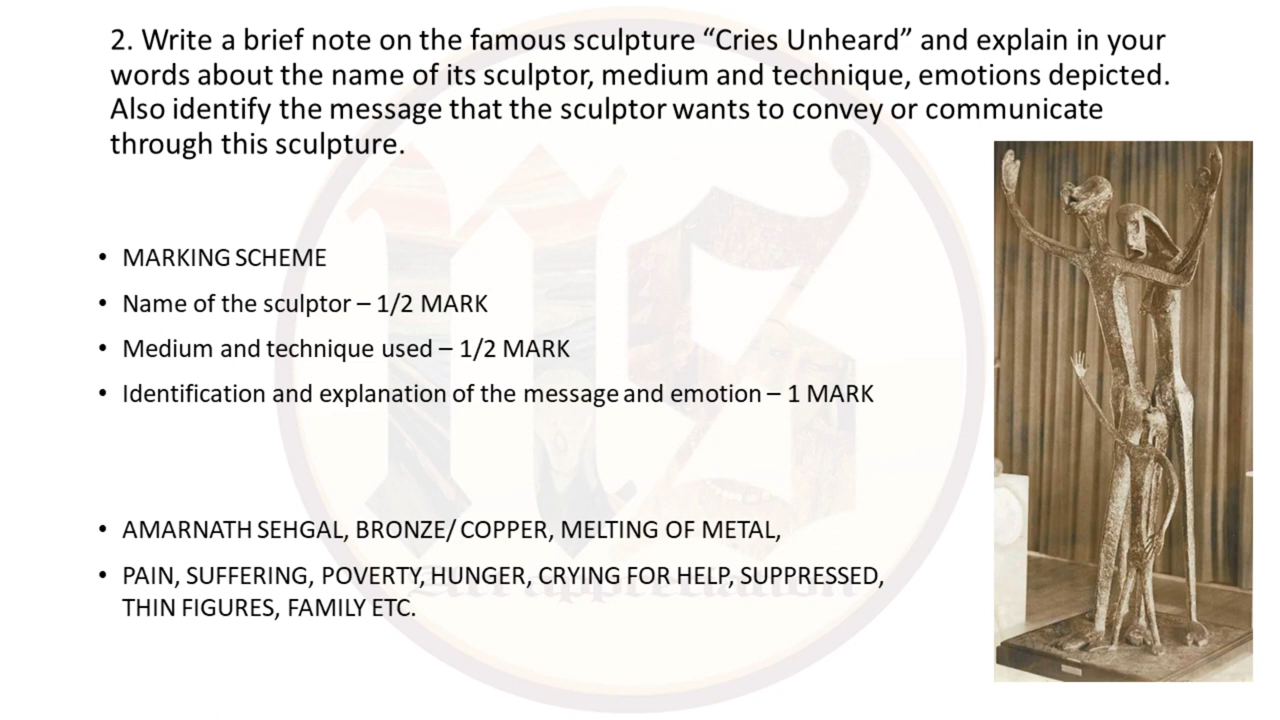 2. Write a brief note on the famous sculpture “Cries Unheard” and explain in your
words about the name of its sculptor, medium and technique, emotions depicted.
Also identify the message that the sculptor wants to convey or communicate
through this sculpture.
• MARKING SCHEME
• Name of the sculptor – 1/2 MARK
• Medium and technique used – 1/2 MARK
• Identification and explanation of the message and emotion – 1 MARK
• AMARNATH SEHGAL, BRONZE/ COPPER, MELTING OF METAL,
• PAIN, SUFFERING, POVERTY, HUNGER, CRYING FOR HELP, SUPPRESSED,
THIN FIGURES, FAMILY ETC.
nS
Art appreciation